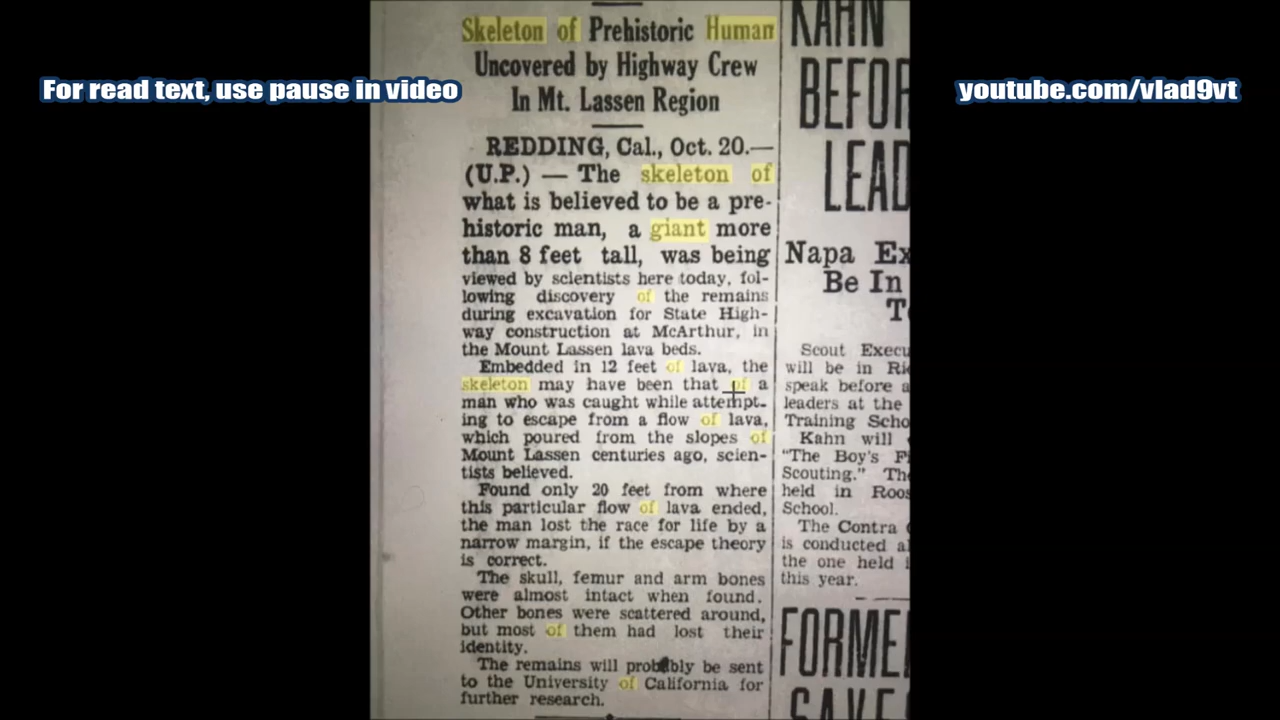 For read text, use pause in video
youtube.com/vlad9vt
Skeleton of Prehistoric Human
Uncovered by Highway Crew
In Mt. Lassen Region
REDDING, Cal., Oct. 20.—
(U.P.) — The skeleton of
what is believed to be a pre-
historic man, a giant more
than 8 feet tall, was being
viewed by scientists here today, fol-
lowing discovery of the remains
during excavation for State High-
way construction at McArthur, in
the Mount Lassen lava beds.
Embedded in 12 feet of lava, the
skeleton may have been that of a
man who was caught while attempt-
ing to escape from a flow of lava,
which poured from the slopes of
Mount Lassen centuries ago, scien-
tists believed.
Found only 20 feet from where
this particular flow of lava ended,
the man lost the race for life by a
narrow margin, if the escape theory
is correct.
The skull, femur and arm bones
were almost intact when found.
Other bones were scattered around,
but most of them had lost their
identity.
The remains will probably be sent
to the University of California for
further research.
KAHN
BEFOR
LEAD
Napa Ex
Be In
T
Scout Execu
will be in Ri
speak before a
leaders at the
Training Scho
Kahn will
"The Boy's F
Scouting." The
held in Roos
School.
The Contra
is conducted al
the one held i
this year.
FORME
SAVES